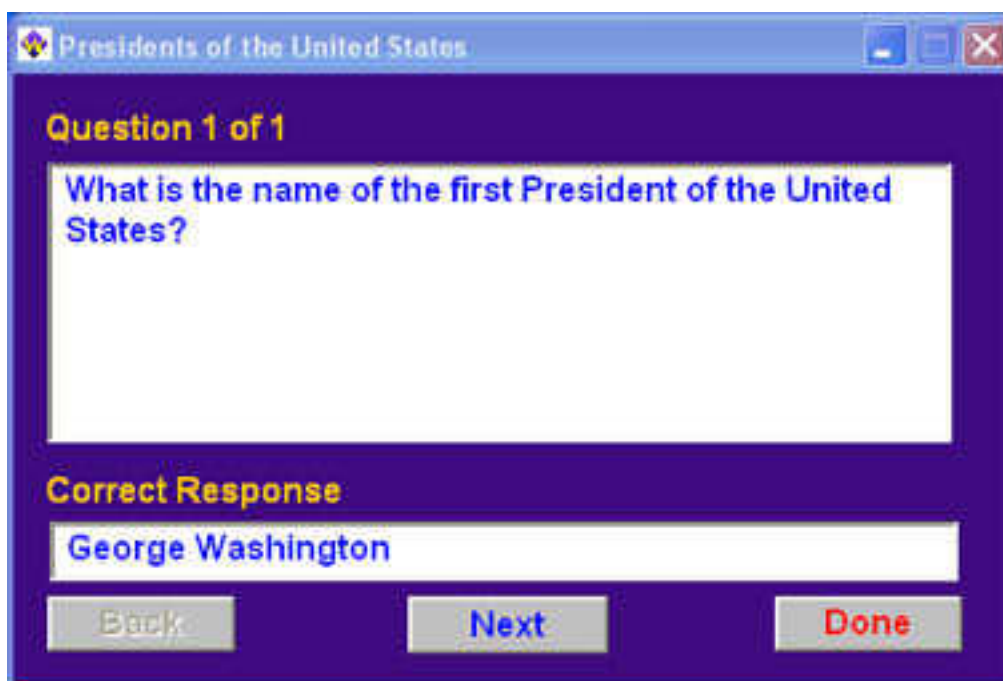 Presidents of the United States
Question 1 of 1
What is the name of the first President of the United
States?
Correct Response
George Washington
Back
Next
Done